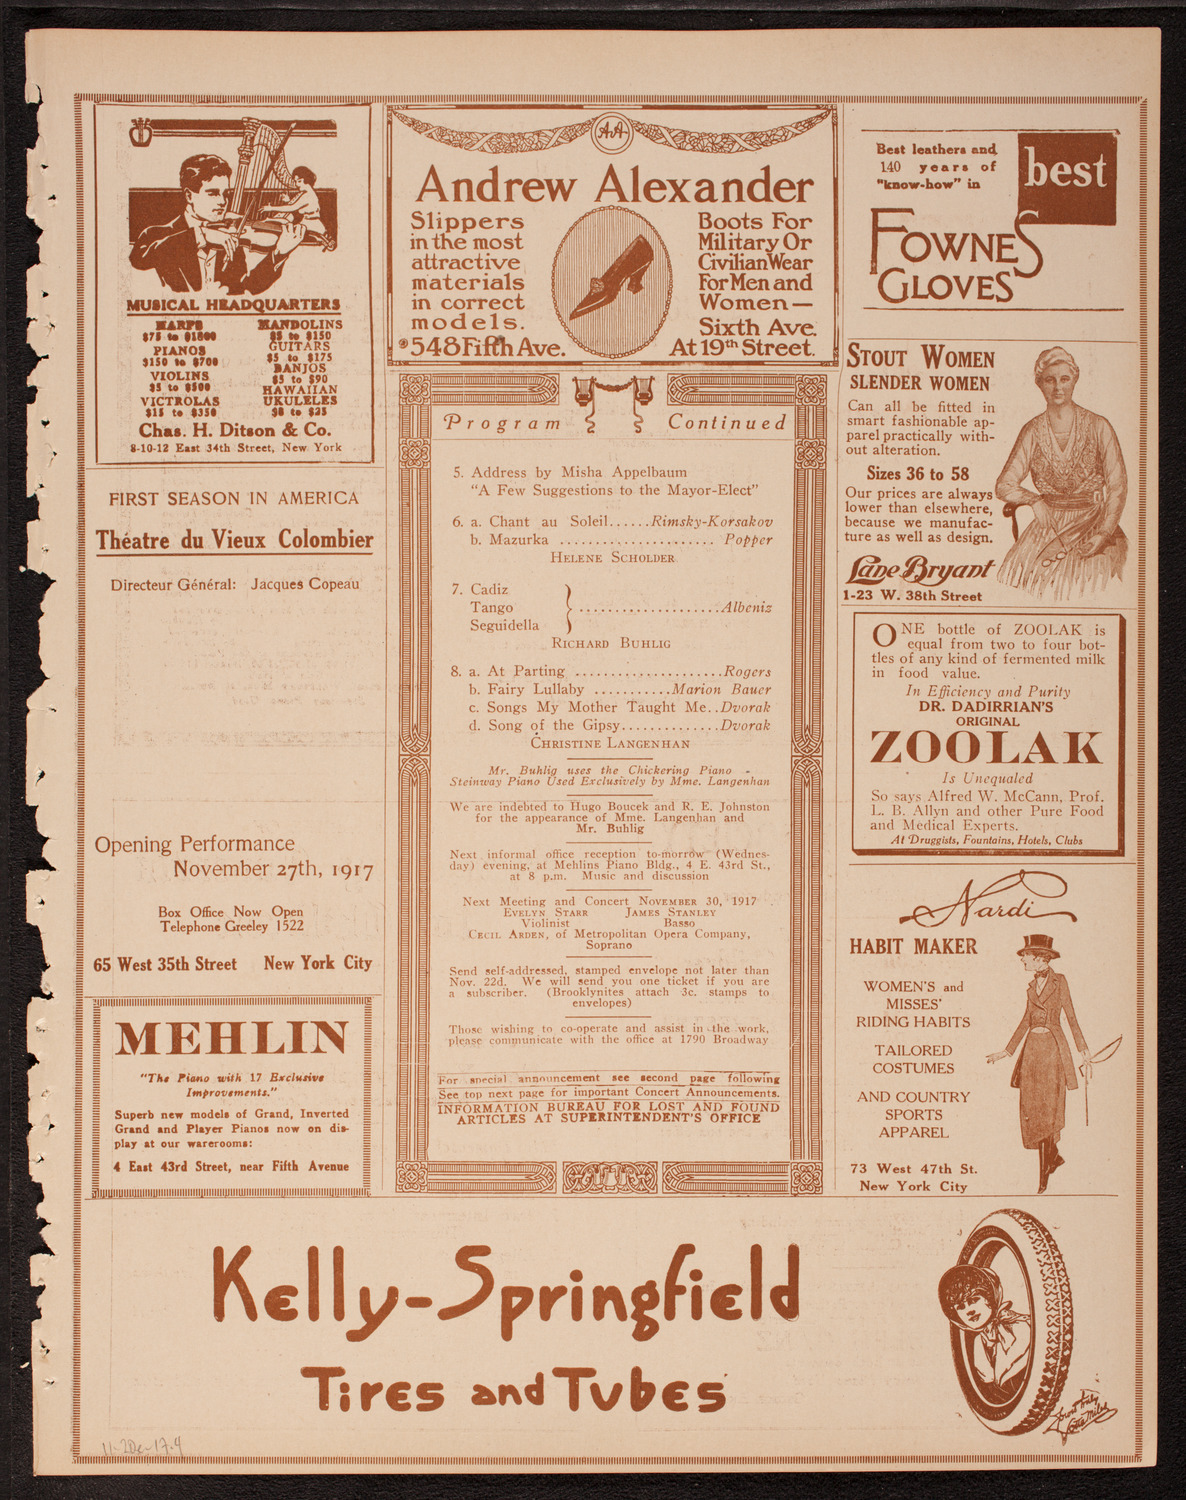 MUSICAL HEADQUARTERS
HARPS
$75 to $1800
PIANOS
$150 to $700
VIOLINS
$5 to $500
VICTROLAS
$15 to $350
MANDOLINS
$5 to $150
GUITARS
$5 to $175
BANJOS
$5 to $90
HAWAIIAN
UKULELES
$8 to $25
Chas. H. Ditson & Co.
8-10-12 East 34th Street, New York
FIRST SEASON IN AMERICA
Théatre du Vieux Colombier
Directeur Général: Jacques Copeau
Opening Performance
November 27th, 1917
Box Office Now Open
Telephone Greeley 1522
65 West 35th Street New York City
MEHLIN
"The Piano with 17 Exclusive
Improvements."
Superb new models of Grand, Inverted
Grand and Player Pianos now on dis-
play at our warerooms:
4 East 43rd Street, near Fifth Avenue
AA
Andrew Alexander
Slippers
in the most
attractive
materials
in correct
models.
548 Fifth Ave.
Boots For
Military Or
Civilian Wear
For Men and
Women—
Sixth Ave.
At 19th Street.
Program Continued
5. Address by Misha Appelbaum
"A Few Suggestions to the Mayor-Elect"
6. a. Chant au Soleil......Rimsky-Korsakov
b. Mazurka ...................... Popper
HELENE SCHOLDER
7. Cadiz
Tango ....................Albeniz
Seguidella
RICHARD BUHLIG
8. a. At Parting .....................Rogers
b. Fairy Lullaby ...........Marion Bauer
c. Songs My Mother Taught Me..Dvorak
d. Song of the Gipsy..............Dvorak
CHRISTINE LANGENHAN
Mr. Buhlig uses the Chickering Piano -
Steinway Piano Used Exclusively by Mme. Langenhan
We are indebted to Hugo Boucek and R. E. Johnston
for the appearance of Mme. Langenhan and
Mr. Buhlig
Next informal office reception to-morrow (Wednes-
day) evening, at Mehlins Piano Bldg., 4 E. 43rd St.,
at 8 p.m. Music and discussion
Next Meeting and Concert NOVEMBER 30, 1917
EVELYN STARR JAMES STANLEY
Violinist Basso
CECIL ARDEN, of Metropolitan Opera Company,
Soprano
Send self-addressed, stamped envelope not later than
Nov. 22d. We will send you one ticket if you are
a subscriber. (Brooklynites attach 3c. stamps to
envelopes)
Those wishing to co-operate and assist in the work,
please communicate with the office at 1790 Broadway
For special announcement see second page following
See top next page for important Concert Announcements.
INFORMATION BUREAU FOR LOST AND FOUND
ARTICLES AT SUPERINTENDENT'S OFFICE
Best leathers and
140 years of
"know-how" in
best
FOWNES
GLOVES
STOUT WOMEN
SLENDER WOMEN
Can all be fitted in
smart fashionable ap-
parel practically with-
out alteration.
Sizes 36 to 58
Our prices are always
lower than elsewhere,
because we manufac-
ture as well as design.
Lane Bryant
1-23 W. 38th Street
ONE bottle of ZOOLAK is
equal from two to four bot-
tles of any kind of fermented milk
in food value.
In Efficiency and Purity
DR. DADIRRIAN'S
ORIGINAL
ZOOLAK
Is Unequaled
So says Alfred W. McCann, Prof.
L. B. Allyn and other Pure Food
and Medical Experts.
At Druggists, Fountains, Hotels, Clubs
Nardi
HABIT MAKER
WOMEN'S and
MISSES'
RIDING HABITS
TAILORED
COSTUMES
AND COUNTRY
SPORTS
APPAREL
73 West 47th St.
New York City
Kelly-Springfield
Tires and Tubes